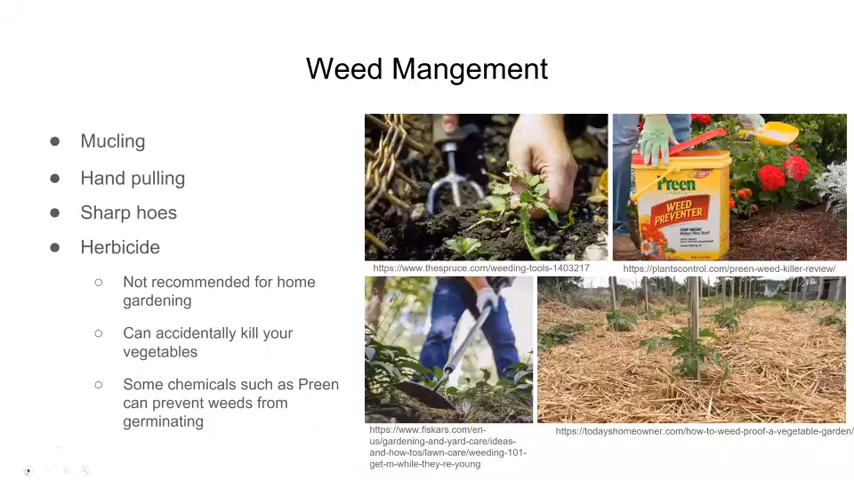 Weed Mangement
Mucling
Hand pulling
Sharp hoes
Herbicide
Not recommended for home
gardening
Can accidentally kill your
vegetables
Some chemicals such as Preen
can prevent weeds from
germinating
Preen
WEED
PREVENTER
https://www.thespruce.com/weeding-tools-1403217
https://plantscontrol.com/preen-weed-killer-review/
https://www.fiskars.com/en-
us/gardening-and-yard-care/ideas-
and-how-tos/lawn-care/weeding-101-
get-m-while-they-re-young
https://todayshomeowner.com/how-to-weed-proof-a-vegetable-garden/